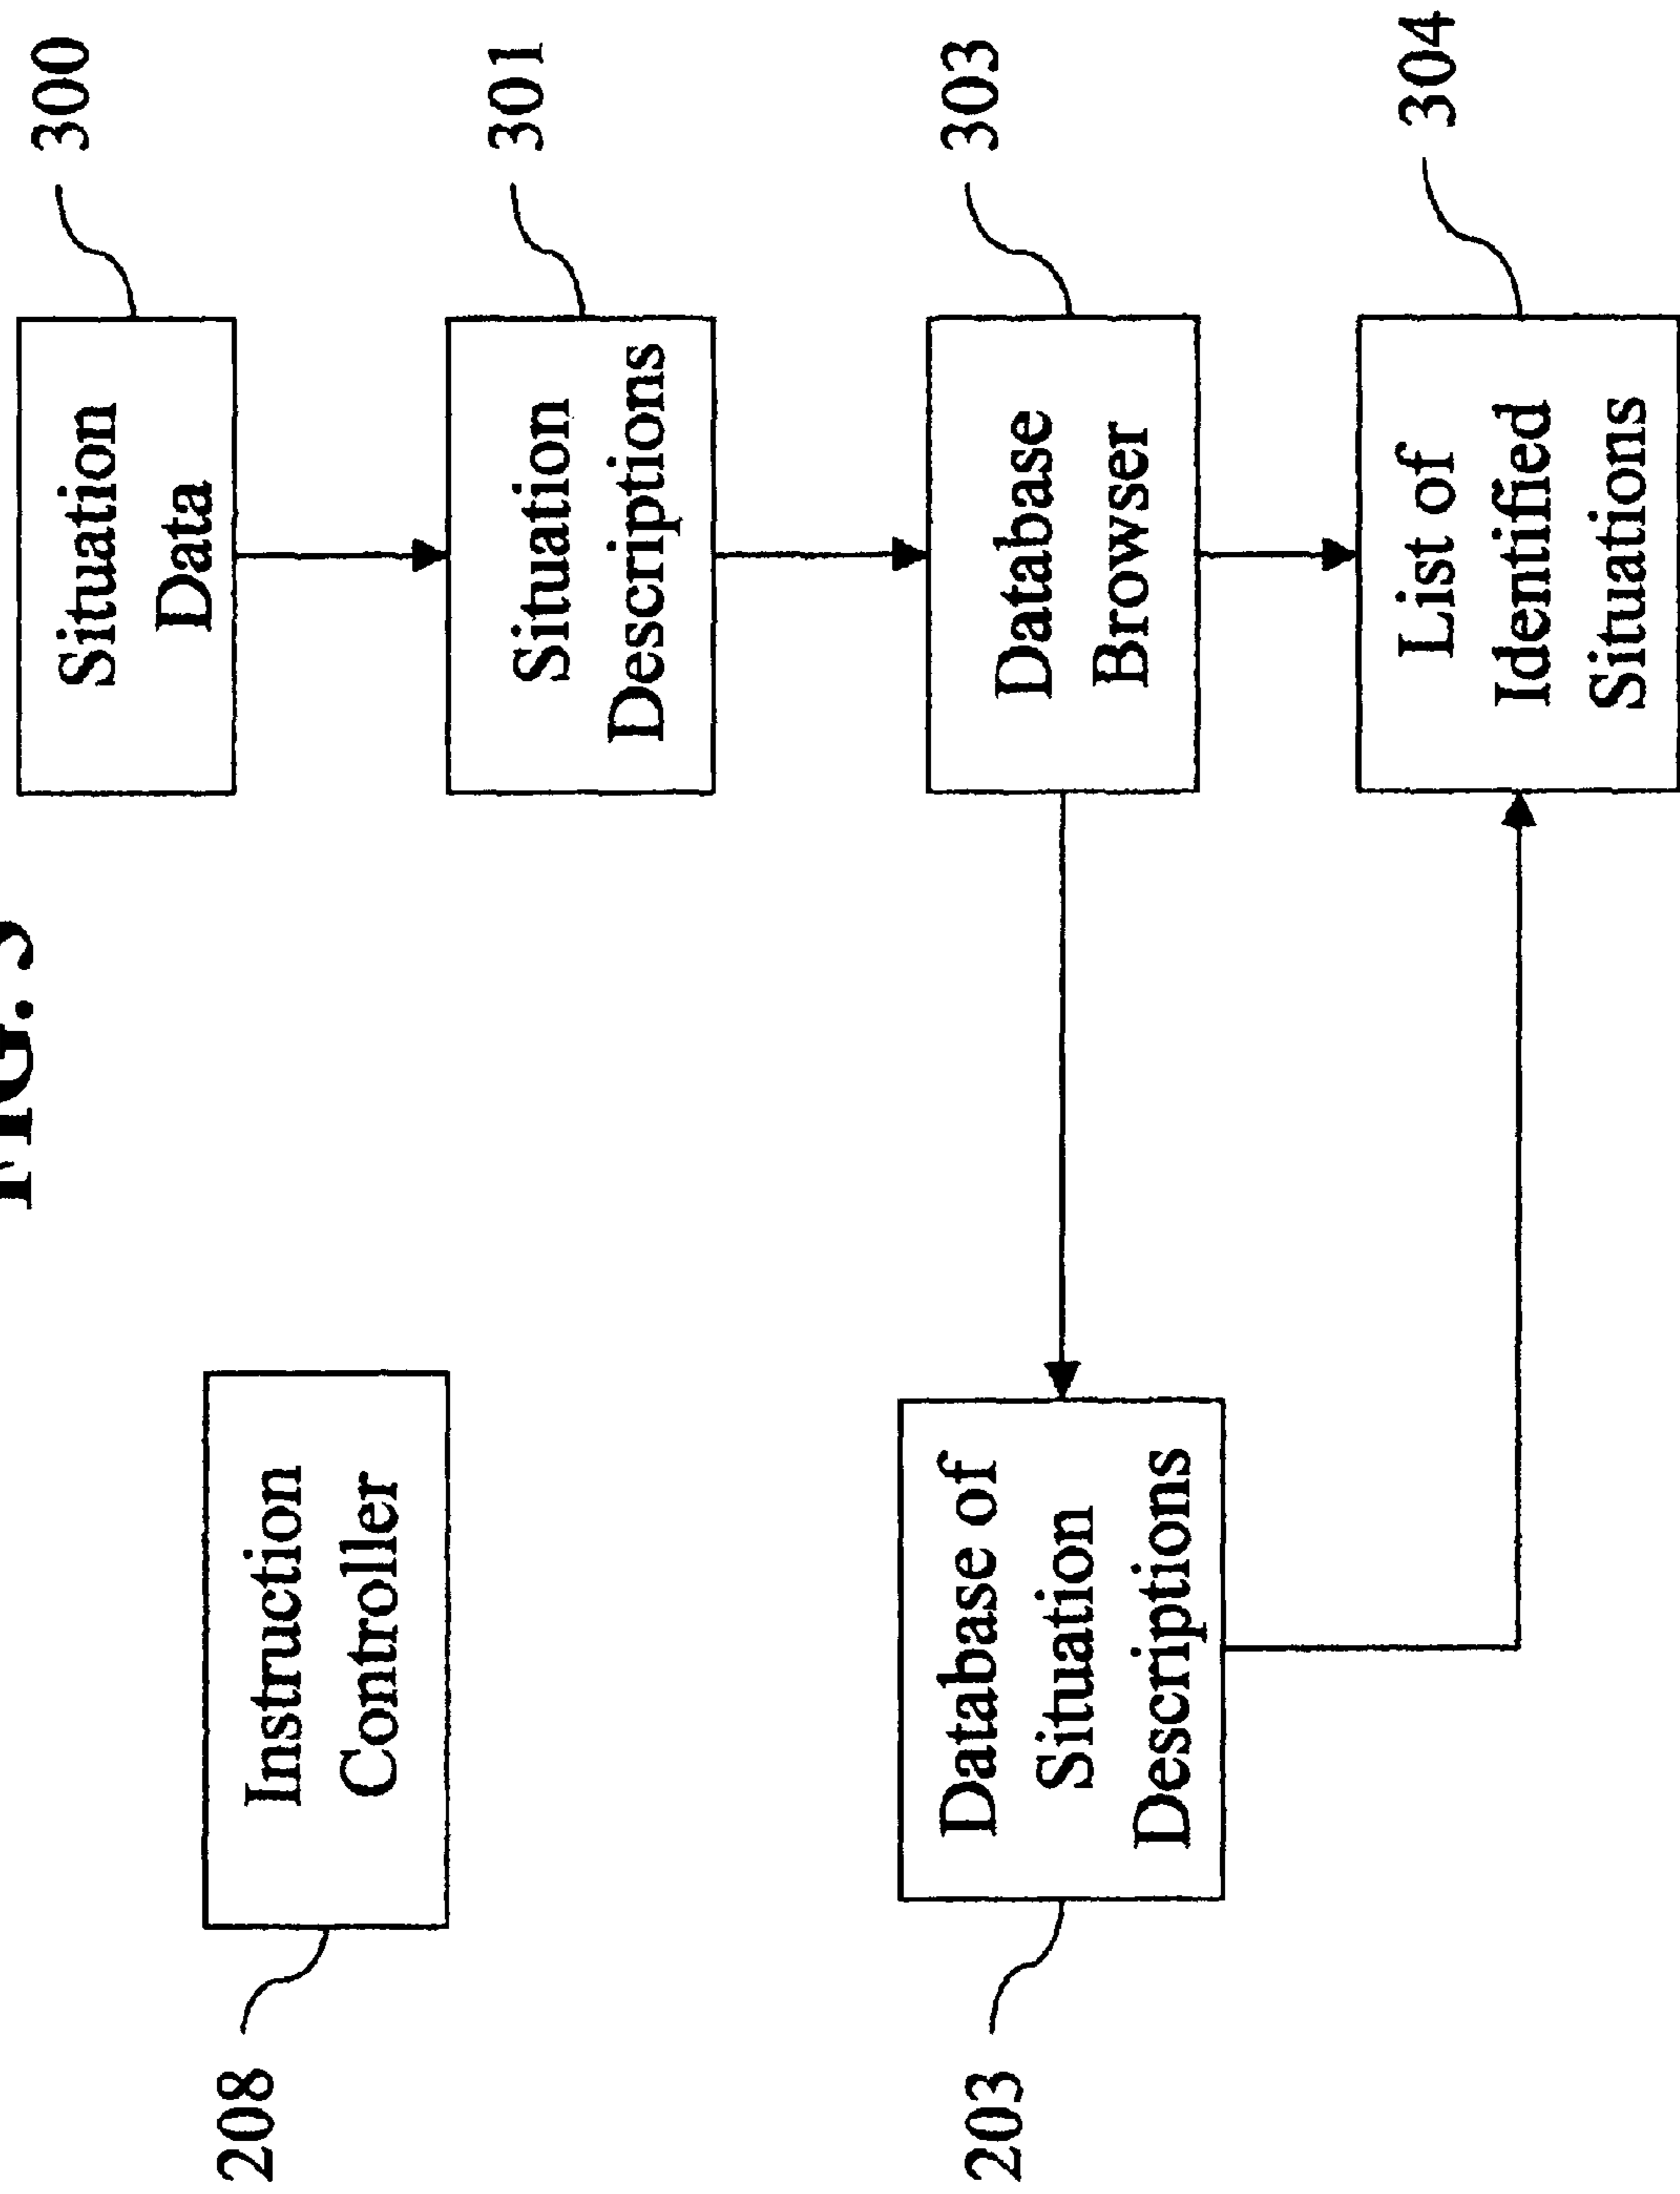 FIG.
Situation
Data
300
208
Instruction
Controller
Situation
Descriptions
301
203
Database of
Situation
Descriptions
Database
Browser
303
List of
Identified
Situations
304